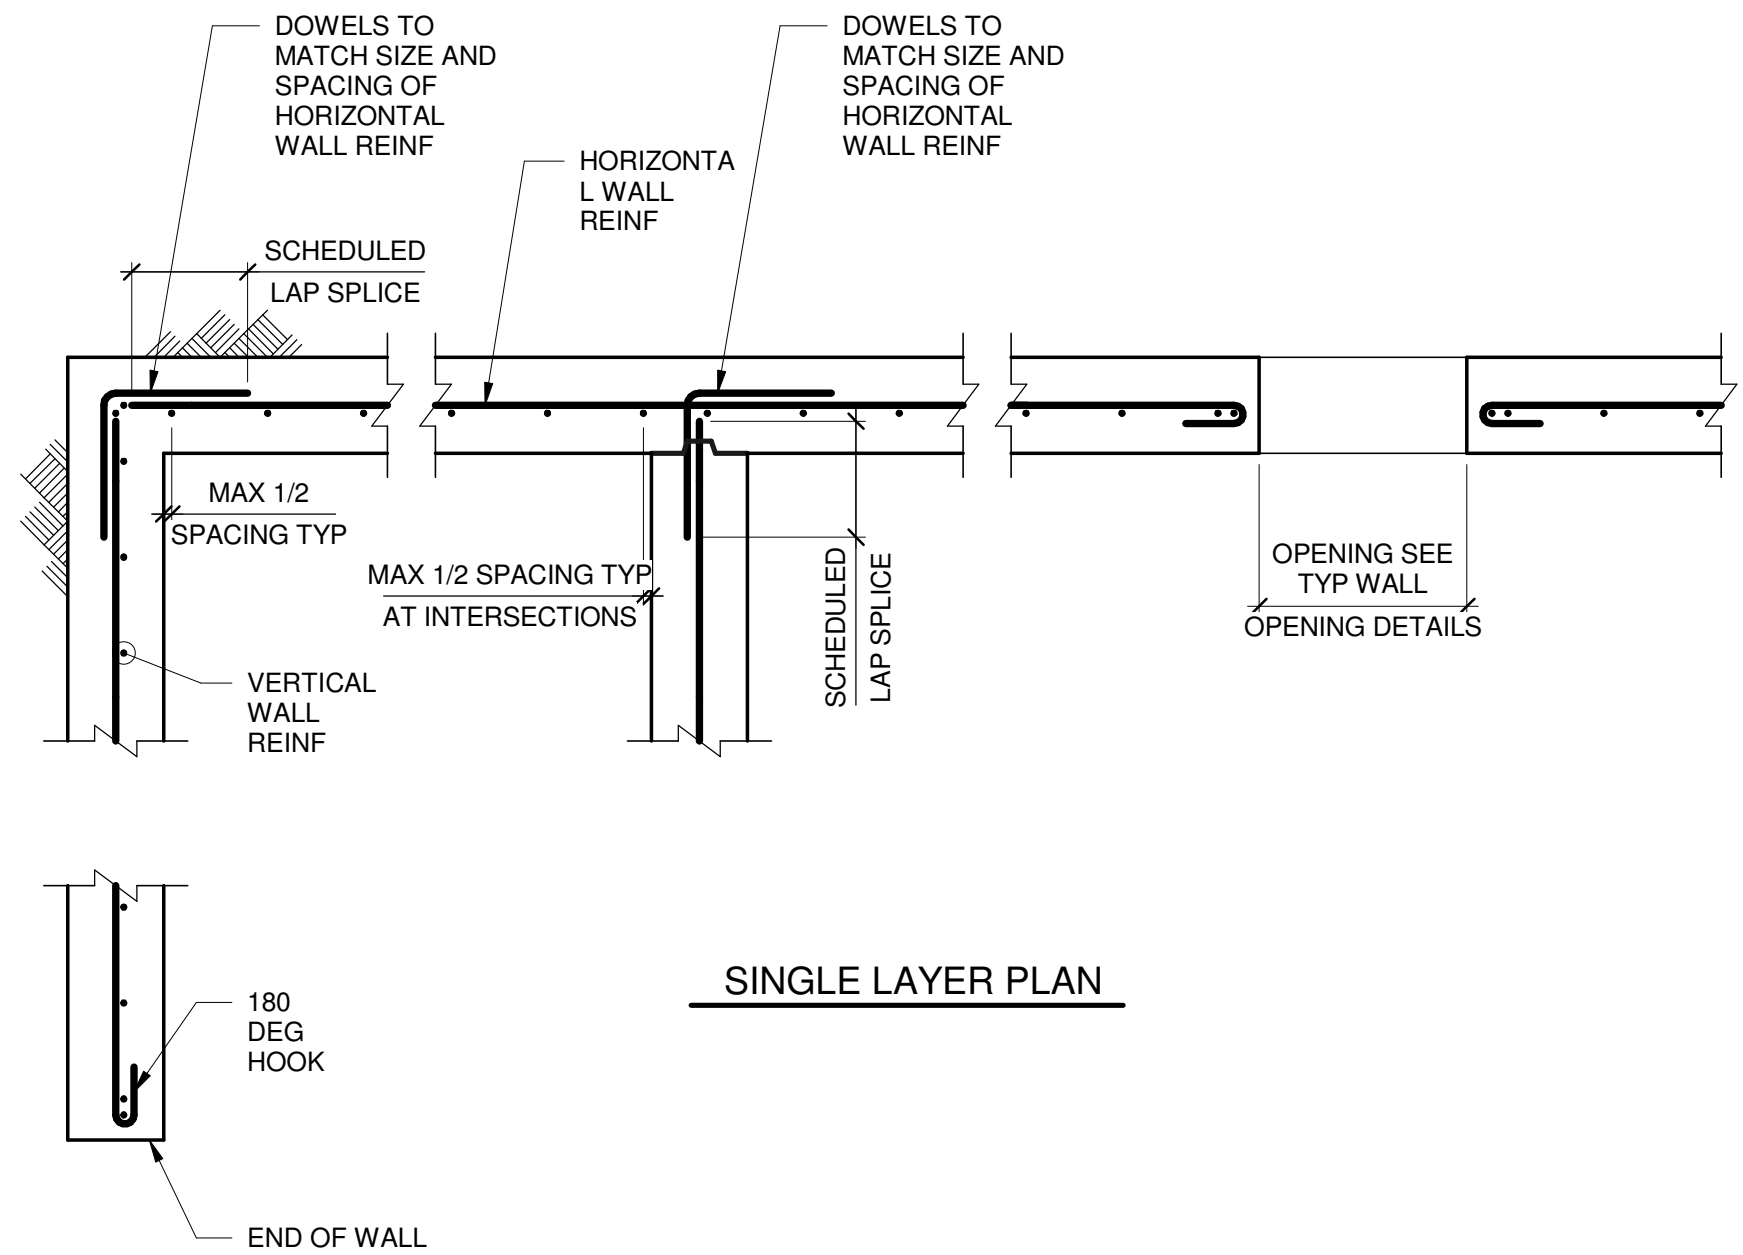 DOWELS TO
MATCH SIZE AND
SPACING OF
HORIZONTAL
WALL REINF
DOWELS TO
MATCH SIZE AND
SPACING OF
HORIZONTAL
WALL REINF
HORIZONTA
L WALL
REINF
SCHEDULED
LAP SPLICE
MAX 1/2
SPACING TYP
MAX 1/2 SPACING TYP
AT INTERSECTIONS
SCHEDULED
LAP SPLICE
OPENING SEE
TYP WALL
OPENING DETAILS
VERTICAL
WALL
REINF
180
DEG
HOOK
SINGLE LAYER PLAN
END OF WALL